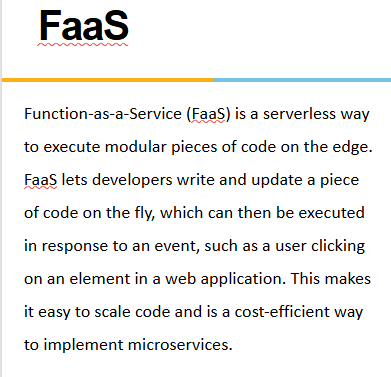 FaaS
Function-as-a-Service (FaaS) is a serverless way
to execute modular pieces of code on the edge.
FaaS lets developers write and update a piece
of code on the fly, which can then be executed
in response to an event, such as a user clicking
on an element in a web application. This makes
it easy to scale code and is a cost-efficient way
to implement microservices.